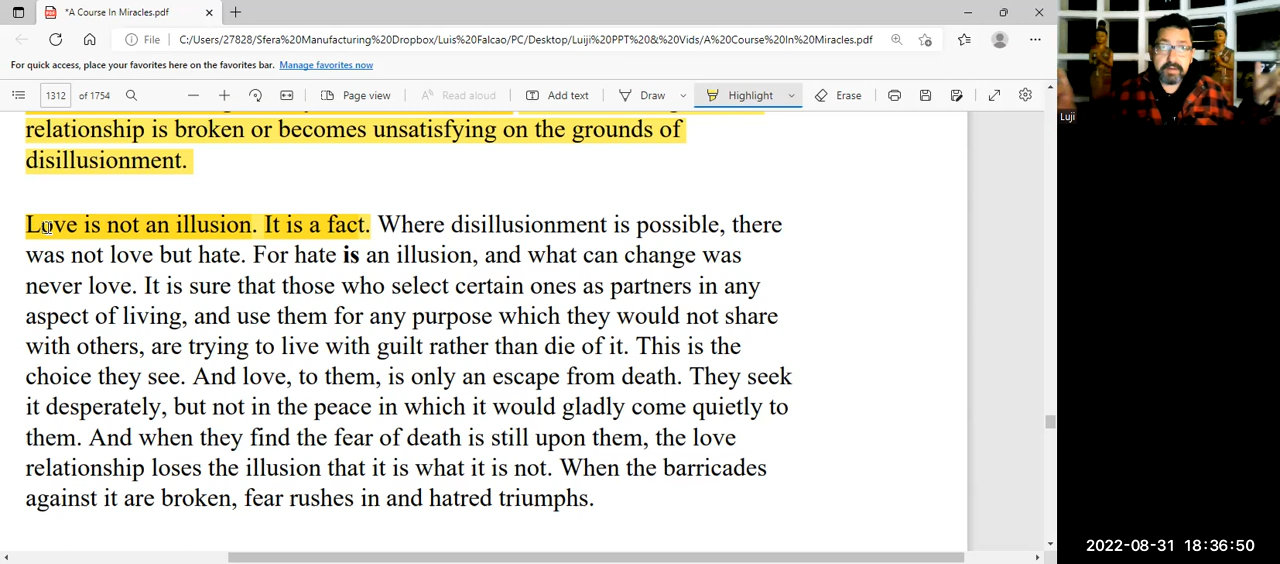 *A Course In Miracles.pdf
File C:/Users/27828/Sfera%20Manufacturing%20Dropbox/Luis%20Falcao/PC/Desktop/Luiji%20PPT%20&%20Vids/A%20Course%20In%20Miracles.pdf
For quick access, place your favorites here on the favorites bar. Manage favorites now
1312 of 1754 Page view Read aloud Add text Draw Highlight Erase
relationship is broken or becomes unsatisfying on the grounds of
disillusionment.
Love is not an illusion. It is a fact. Where disillusionment is possible, there
was not love but hate. For hate is an illusion, and what can change was
never love. It is sure that those who select certain ones as partners in any
aspect of living, and use them for any purpose which they would not share
with others, are trying to live with guilt rather than die of it. This is the
choice they see. And love, to them, is only an escape from death. They seek
it desperately, but not in the peace in which it would gladly come quietly to
them. And when they find the fear of death is still upon them, the love
relationship loses the illusion that it is what it is not. When the barricades
against it are broken, fear rushes in and hatred triumphs.
Luji
2022-08-31 18:36:50